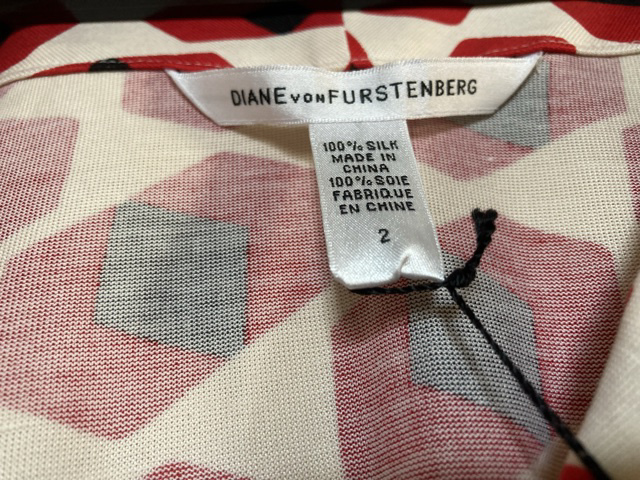 DIANE VON FURSTENBERG
100% SILK
MADE IN
CHINA
100% SOIE
FABRIQUE
EN CHINE
2